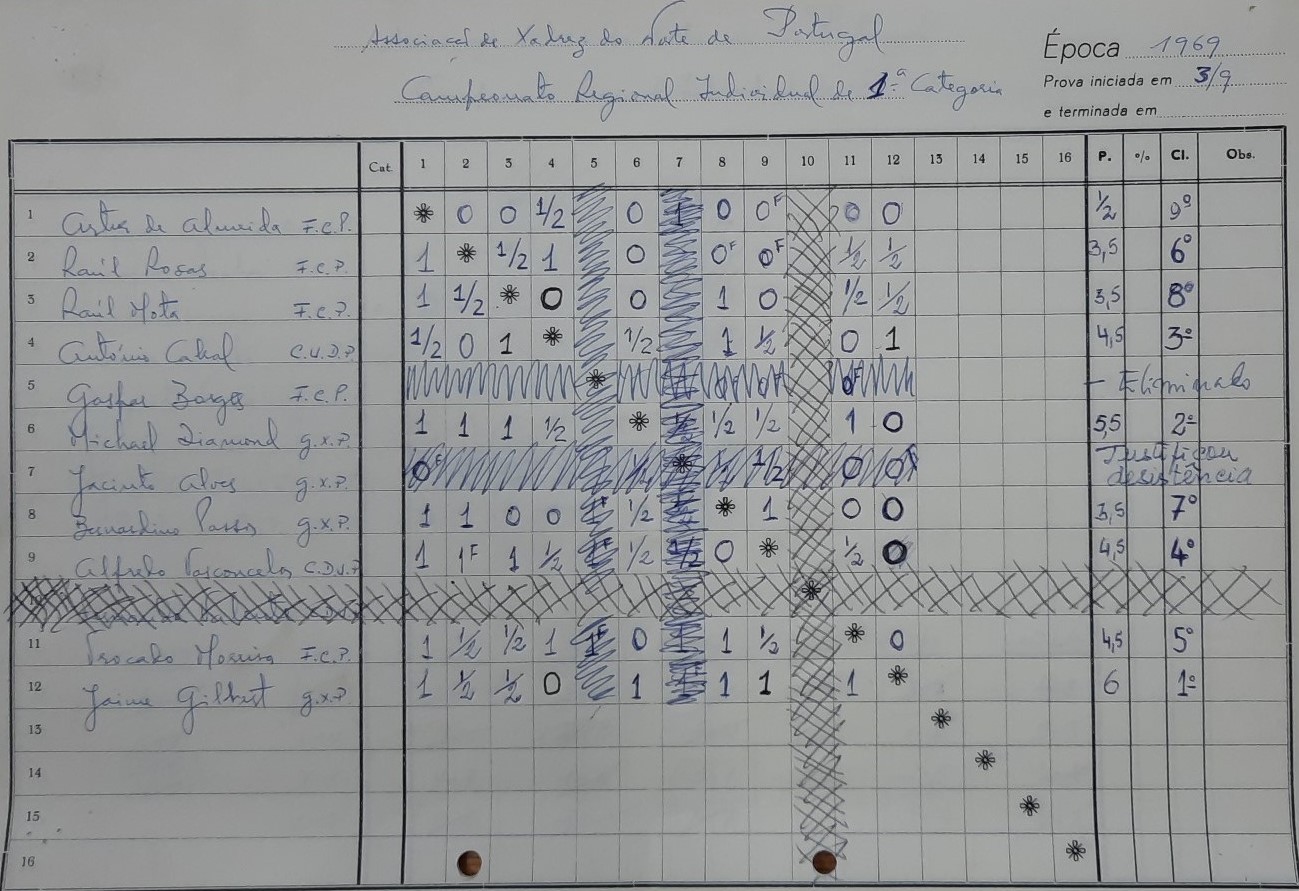 Associação de Xadrez do Norte de Portugal
Campeonato Regional Individual de 1ª Categoria
Época 1969
Prova iniciada em 3/9
e terminada em
Cat. 1 2 3 4 5 6 7 8 9 10 11 12 13 14 15 16 P. % Cl. Obs.
1 Artur de Almeida F.C.P. * 0 0 1/2 0 1 0 0F 0 0 1/2 9º
2 Raúl Rosas F.C.P. 1 * 1/2 1 0 0F 0F 1/2 1/2 3,5 6º
3 Raúl Mota F.C.P. 1 1/2 * 0 0 1 0 1/2 1/2 3,5 8º
4 António Cabral C.U.D.P. 1/2 0 1 * 1/2 1 1/2 0 1 4,5 3º
5 Gaspar Borges F.C.P. * 0F - Eliminado
6 Michael Diamond g.x.P. 1 1 1 1/2 * 1/2 1/2 1 0 5,5 2º
7 Jacinto Alves g.x.P. 0F 1/2 * 1/2 0 0F Justificou desistência
8 Bernardino Passos g.x.P. 1 1 0 0 1/2 * 1 0 0 3,5 7º
9 Alfredo Vasconcelos C.D.U.P. 1 1F 1 1/2 1F 1/2 1/2 0 * 1/2 0 4,5 4º
*
11 Trocado Moreira F.C.P. 1 1/2 1/2 1 1F 0 1 1 1/2 * 0 4,5 5º
12 Jaime Gilbert g.x.P. 1 1/2 1/2 0 1 1 1 1 * 6 1º
13 *
14 *
15 *
16 *